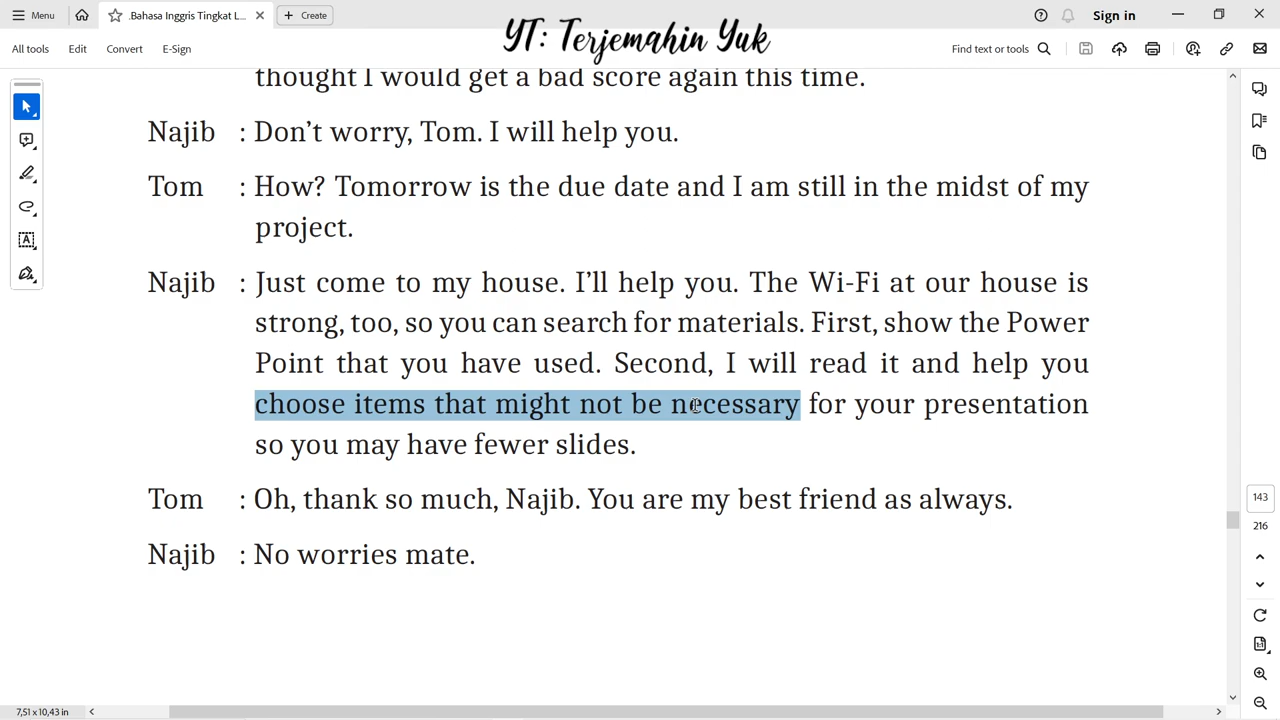 Menu
.Bahasa Inggris Tingkat L...
Create
Sign in
All tools
Edit
Convert
E-Sign
YT: Terjemahin Yuk
Find text or tools
thought I would get a bad score again this time.
Najib : Don't worry, Tom. I will help you.
Tom : How? Tomorrow is the due date and I am still in the midst of my
project.
Najib : Just come to my house. I'll help you. The Wi-Fi at our house is
strong, too, so you can search for materials. First, show the Power
Point that you have used. Second, I will read it and help you
choose items that might not be necessary for your presentation
so you may have fewer slides.
Tom : Oh, thank so much, Najib. You are my best friend as always.
Najib : No worries mate.
143
216
7,51 x 10,43 in